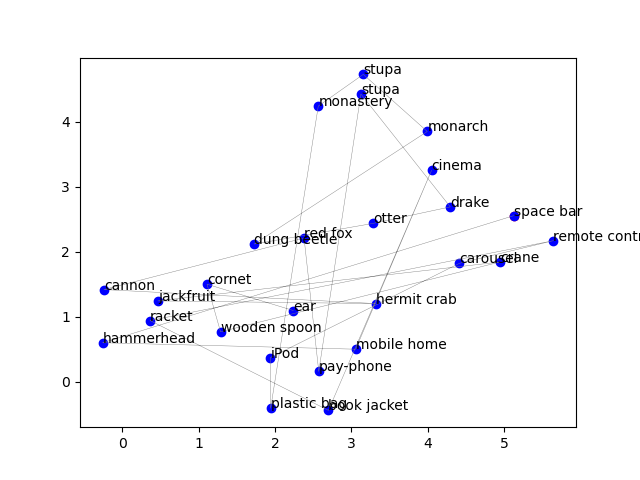 stupa
stupa
monastery
monarch
cinema
drake
space bar
otter
red fox
dung beetle
remote contr
carousel
crane
cornet
cannon
jackfruit
hermit crab
ear
racket
wooden spoon
hammerhead
mobile home
iPod
pay-phone
plastic bag
book jacket
4
3
2
1
0
0 1 2 3 4 5